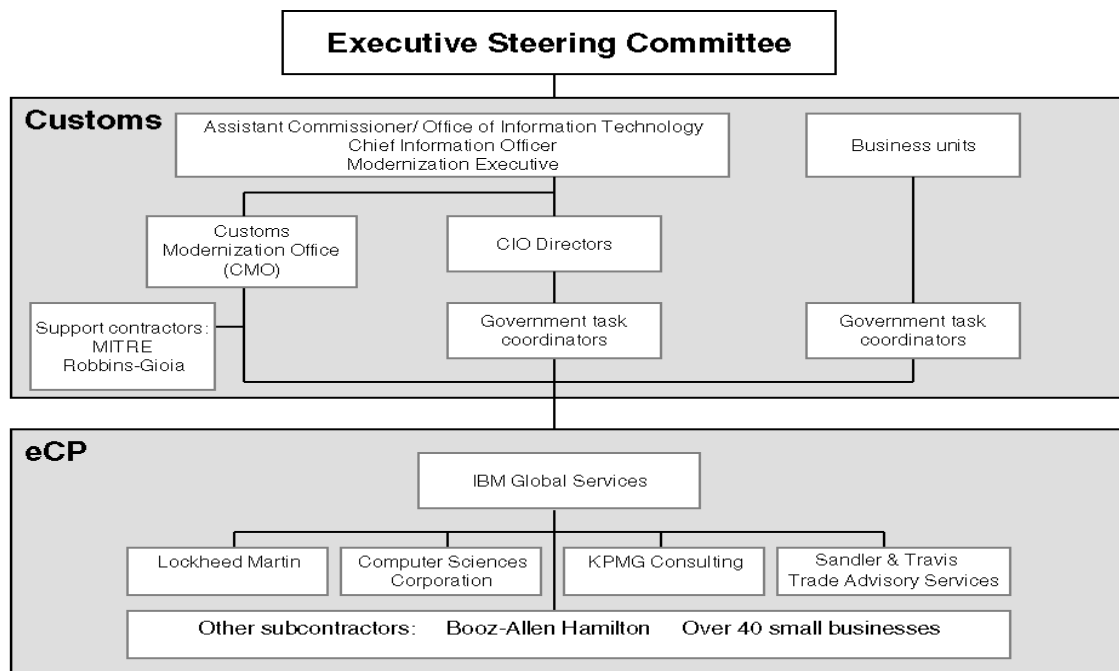 Executive Steering Committee
Customs
Assistant Commissioner/ Office of Information Technology
Chief Information Officer
Modernization Executive
Business units
Customs
Modernization Office
(CMO)
CIO Directors
Support contractors:
MITRE
Robbins-Gioia
Government task
coordinators
Government task
coordinators
eCP
IBM Global Services
Lockheed Martin
Computer Sciences
Corporation
KPMG Consulting
Sandler & Travis
Trade Advisory Services
Other subcontractors: Booz-Allen Hamilton Over 40 small businesses